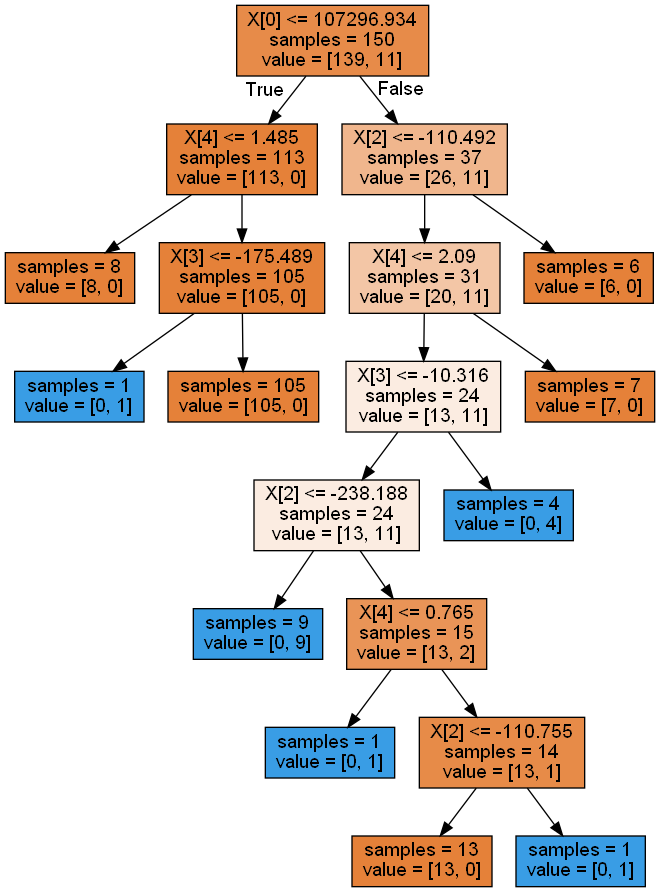 X[0] <= 107296.934
samples = 150
value = [139, 11]
True
False
X[4] <= 1.485
samples = 113
value = [113, 0]
X[2] <= -110.492
samples = 37
value = [26, 11]
samples = 8
value = [8, 0]
X[3] <= -175.489
samples = 105
value = [105, 0]
X[4] <= 2.09
samples = 31
value = [20, 11]
samples = 6
value = [6, 0]
samples = 1
value = [0, 1]
samples = 105
value = [105, 0]
X[3] <= -10.316
samples = 24
value = [13, 11]
samples = 7
value = [7, 0]
X[2] <= -238.188
samples = 24
value = [13, 11]
samples = 4
value = [0, 4]
samples = 9
value = [0, 9]
X[4] <= 0.765
samples = 15
value = [13, 2]
samples = 1
value = [0, 1]
X[2] <= -110.755
samples = 14
value = [13, 1]
samples = 13
value = [13, 0]
samples = 1
value = [0, 1]